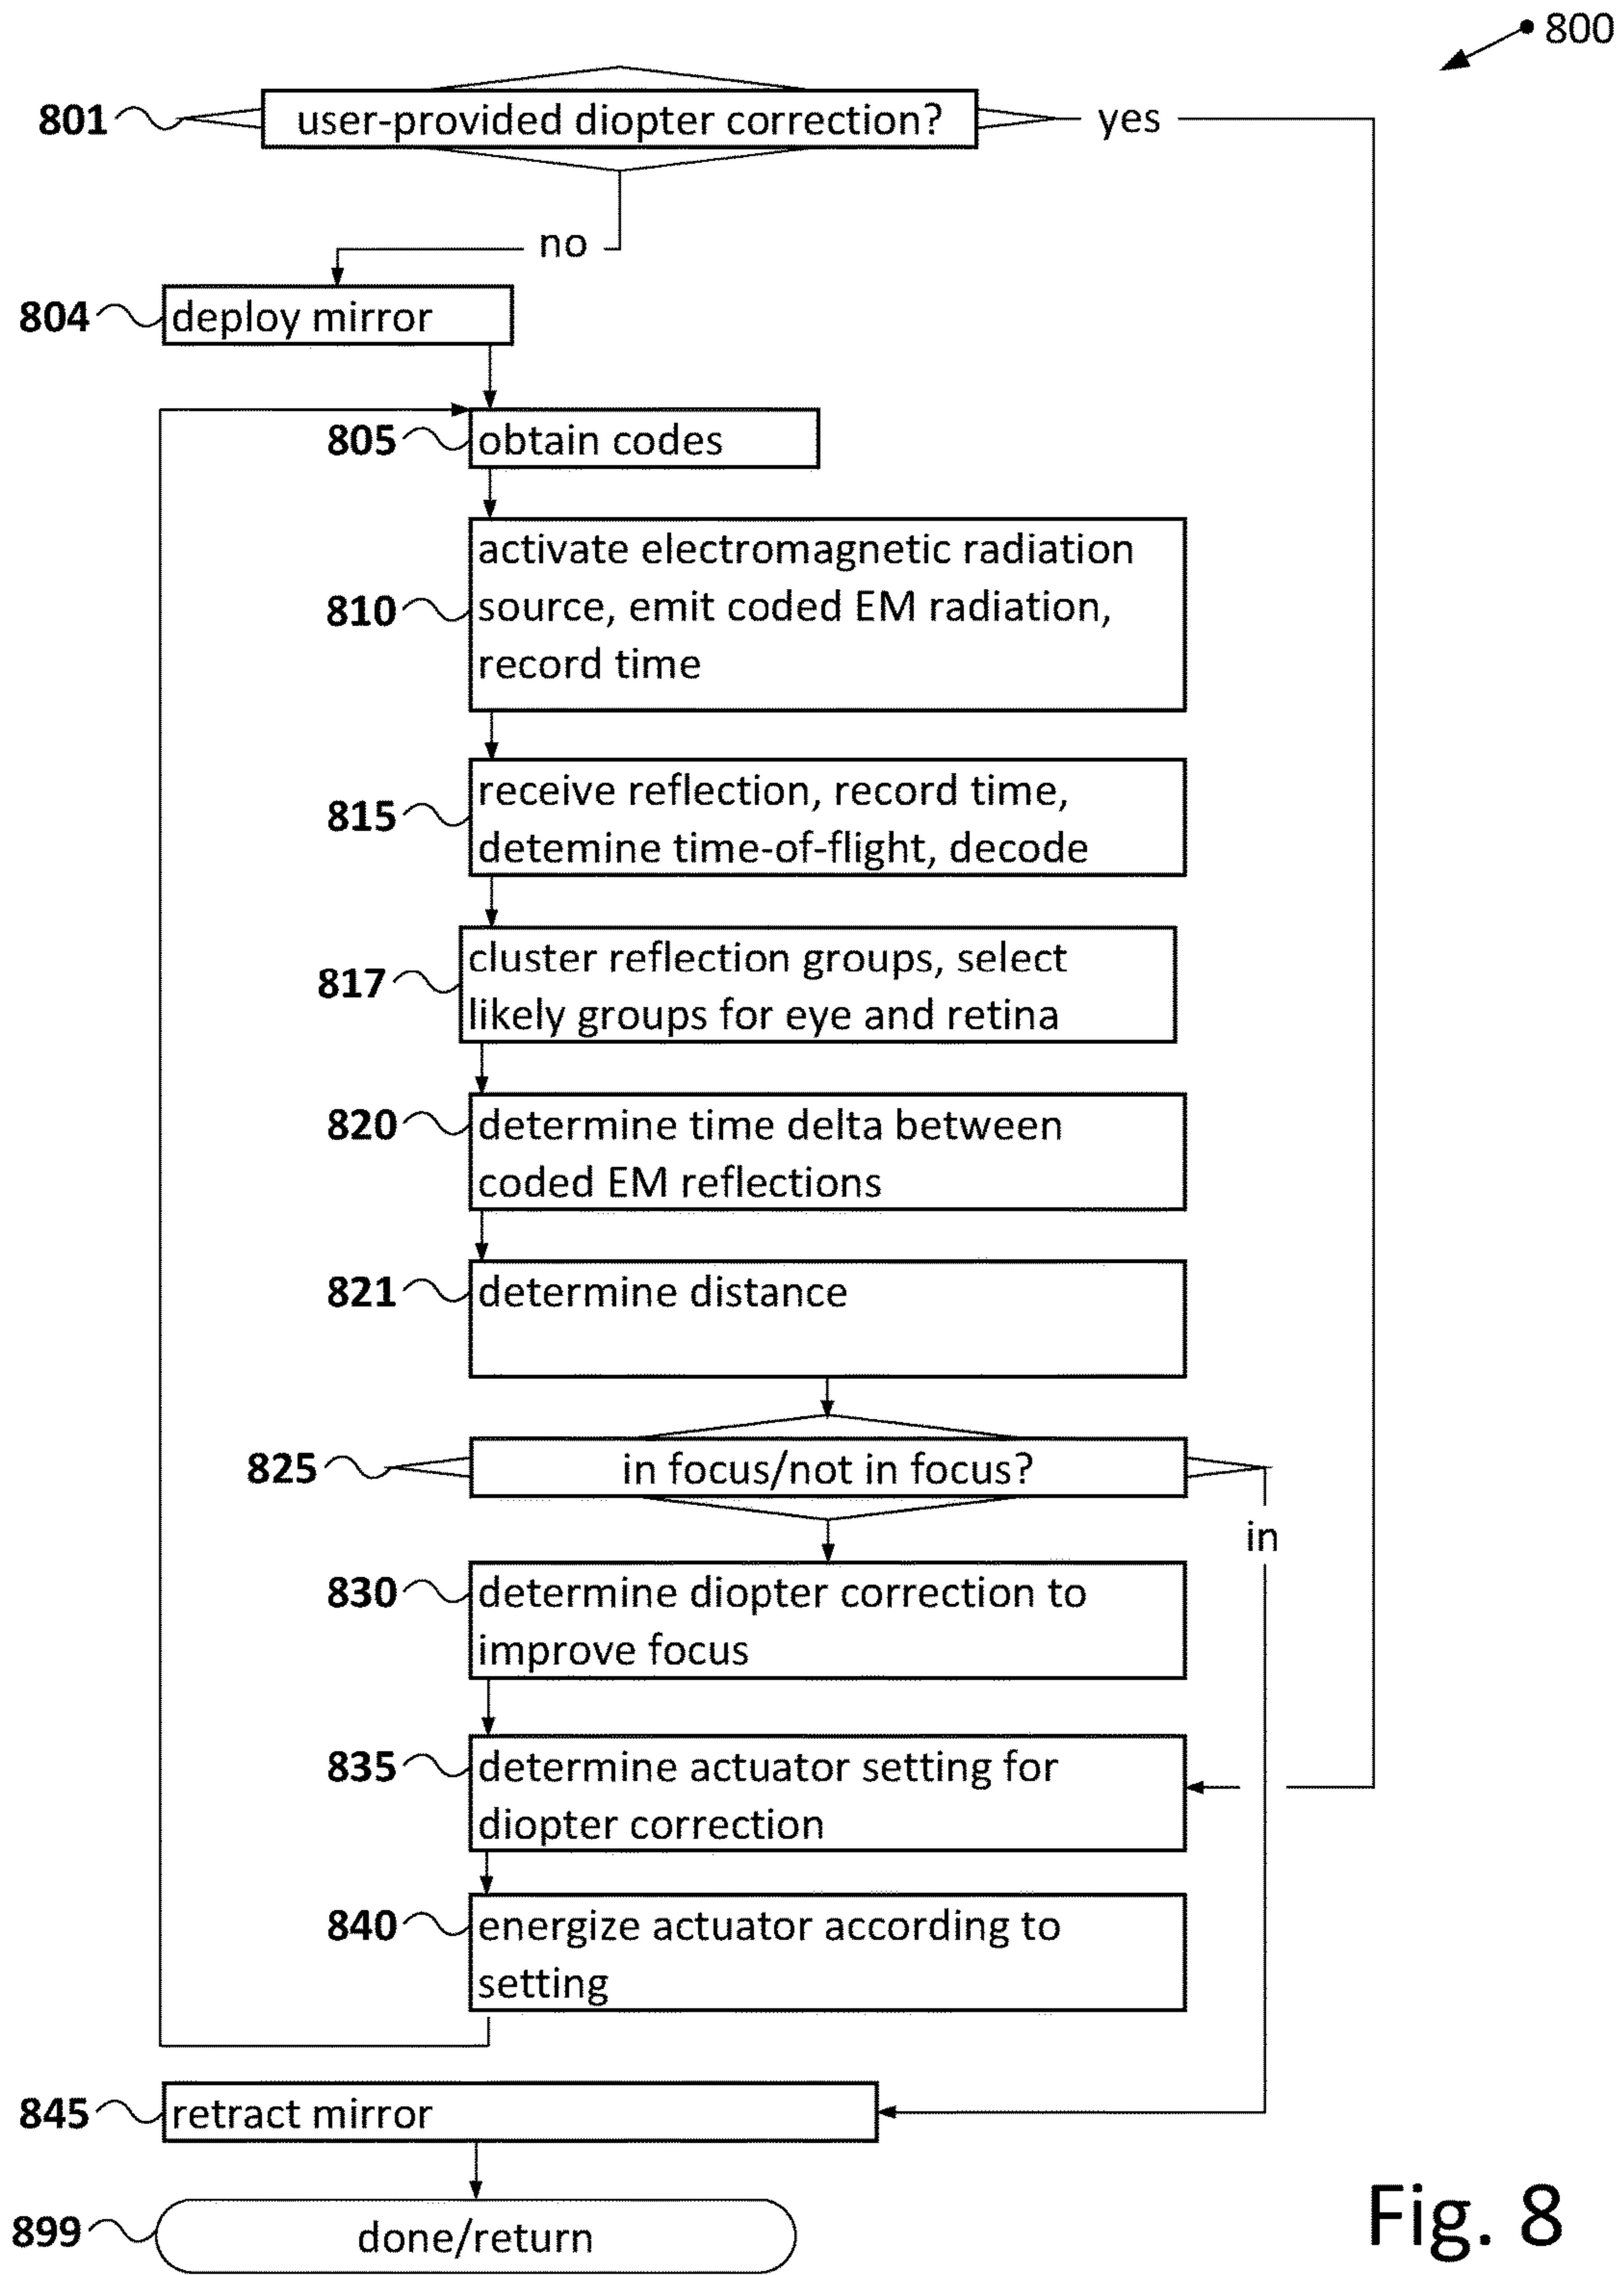 800
801 user-provided diopter correction? yes
no
804 deploy mirror
805 obtain codes
activate electromagnetic radiation
810 source, emit coded EM radiation,
record time
receive reflection, record time,
815
detemine time-of-flight, decode
cluster reflection groups, select
817
likely groups for eye and retina
820 determine time delta between
coded EM reflections
821 determine distance
825 in focus/not in focus?
in
830 determine diopter correction to
improve focus
835 determine actuator setting for
diopter correction
840 energize actuator according to
setting
845 retract mirror
899 done/return
Fig. 8